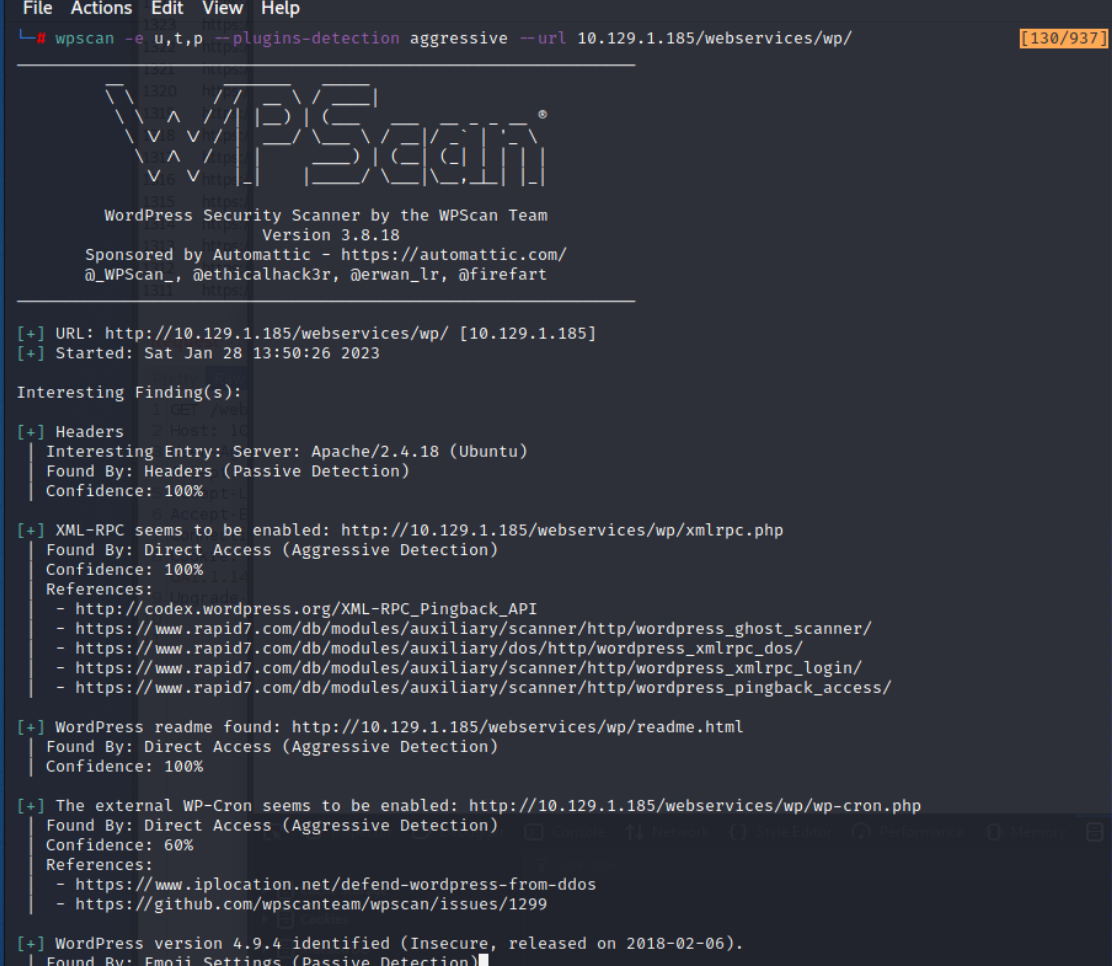 File Actions Edit View Help
└─# wpscan -e u,t,p --plugins-detection aggressive --url 10.129.1.185/webservices/wp/ [130/937]
WPScan ®
WordPress Security Scanner by the WPScan Team
Version 3.8.18
Sponsored by Automattic - https://automattic.com/
@_WPScan_, @ethicalhack3r, @erwan_lr, @firefart
[+] URL: http://10.129.1.185/webservices/wp/ [10.129.1.185]
[+] Started: Sat Jan 28 13:50:26 2023
Interesting Finding(s):
[+] Headers
| Interesting Entry: Server: Apache/2.4.18 (Ubuntu)
| Found By: Headers (Passive Detection)
| Confidence: 100%
[+] XML-RPC seems to be enabled: http://10.129.1.185/webservices/wp/xmlrpc.php
| Found By: Direct Access (Aggressive Detection)
| Confidence: 100%
| References:
| - http://codex.wordpress.org/XML-RPC_Pingback_API
| - https://www.rapid7.com/db/modules/auxiliary/scanner/http/wordpress_ghost_scanner/
| - https://www.rapid7.com/db/modules/auxiliary/dos/http/wordpress_xmlrpc_dos/
| - https://www.rapid7.com/db/modules/auxiliary/scanner/http/wordpress_xmlrpc_login/
| - https://www.rapid7.com/db/modules/auxiliary/scanner/http/wordpress_pingback_access/
[+] WordPress readme found: http://10.129.1.185/webservices/wp/readme.html
| Found By: Direct Access (Aggressive Detection)
| Confidence: 100%
[+] The external WP-Cron seems to be enabled: http://10.129.1.185/webservices/wp/wp-cron.php
| Found By: Direct Access (Aggressive Detection)
| Confidence: 60%
| References:
| - https://www.iplocation.net/defend-wordpress-from-ddos
| - https://github.com/wpscanteam/wpscan/issues/1299
[+] WordPress version 4.9.4 identified (Insecure, released on 2018-02-06).
| Found By: Emoji Settings (Passive Detection)